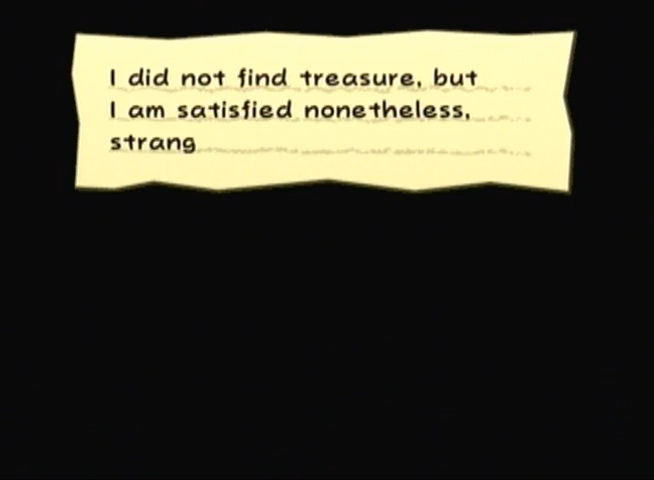 I did not find treasure, but
I am satisfied nonetheless,
strang